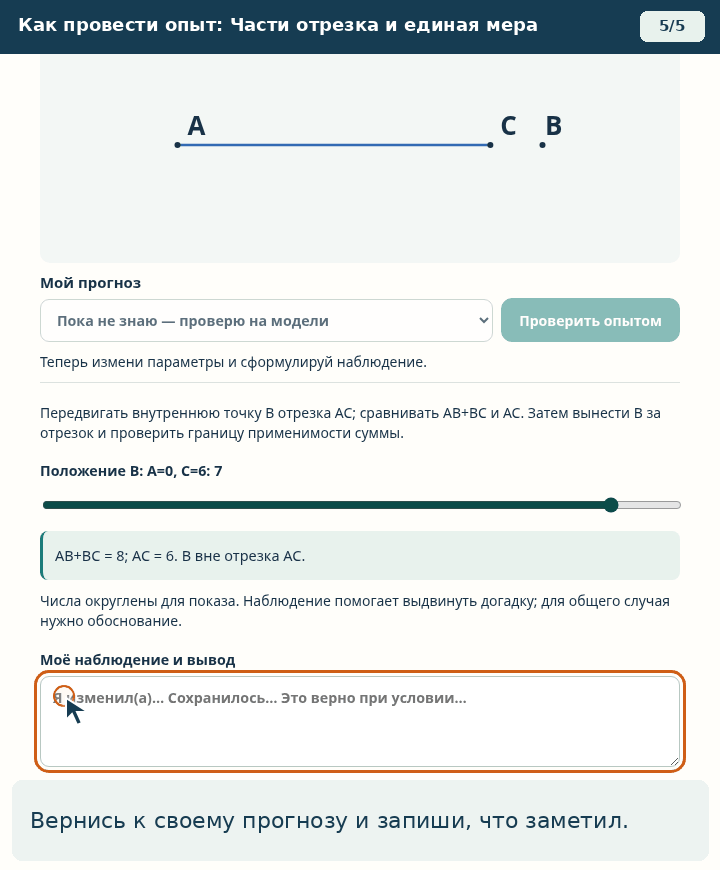 Как провести опыт: Части отрезка и единая мера
5/5
A
C
B
Мой прогноз
Пока не знаю — проверю на модели
Проверить опытом
Теперь измени параметры и сформулируй наблюдение.
Передвигать внутреннюю точку B отрезка AC; сравнивать AB+BC и AC. Затем вынести B за
отрезок и проверить границу применимости суммы.
Положение B: A=0, C=6: 7
AB+BC = 8; AC = 6. B вне отрезка AC.
Числа округлены для показа. Наблюдение помогает выдвинуть догадку; для общего случая
нужно обоснование.
Моё наблюдение и вывод
Я изменил(а)... Сохранилось... Это верно при условии...
Вернись к своему прогнозу и запиши, что заметил.